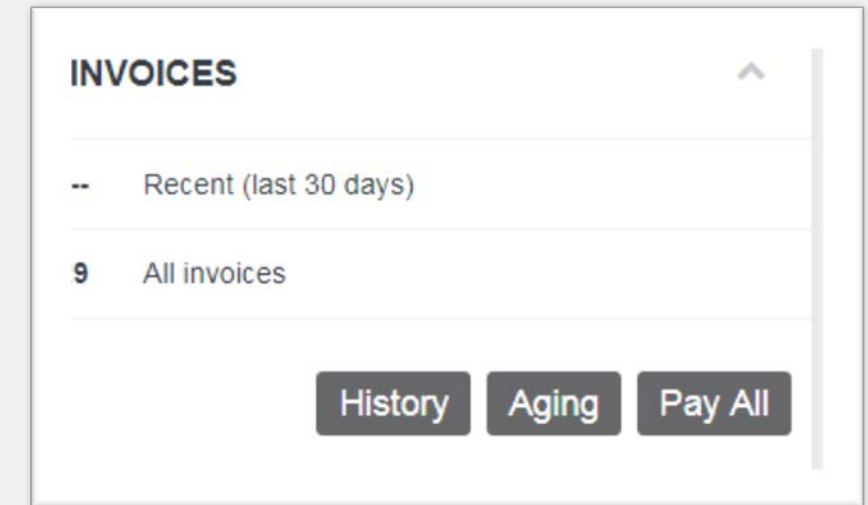 INVOICES
-- Recent (last 30 days)
9 All invoices
History Aging Pay All